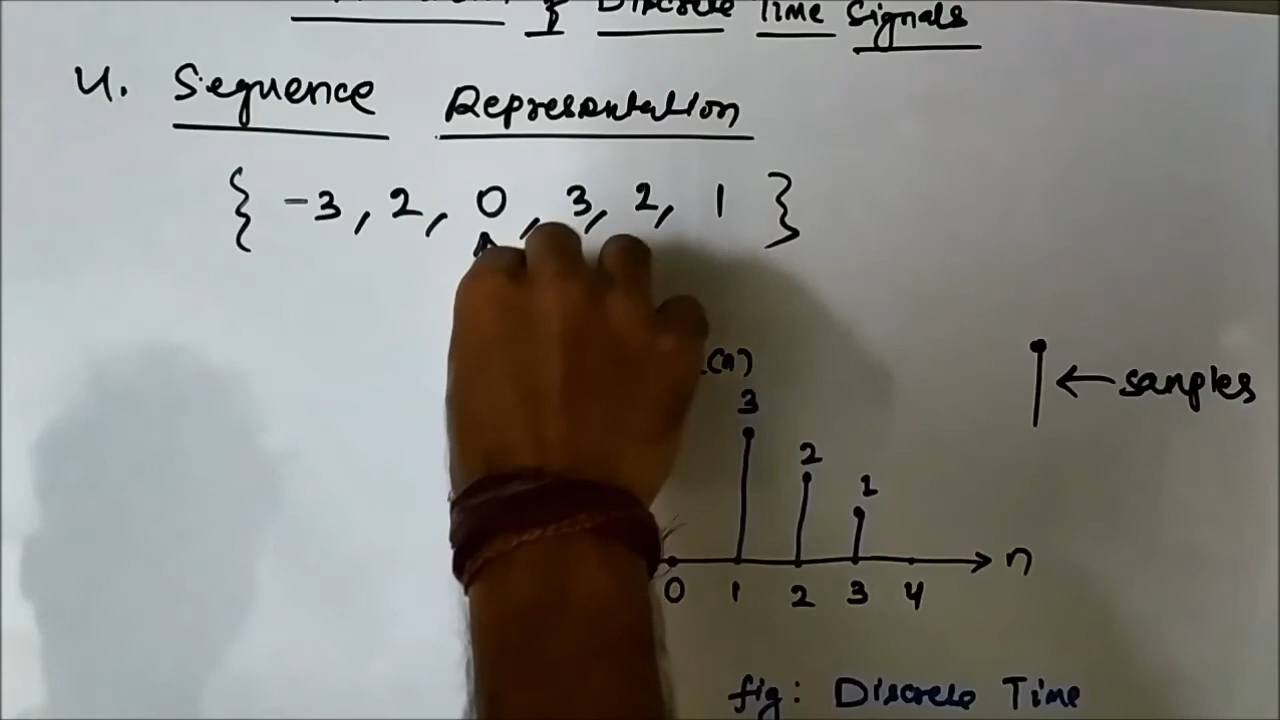 Discrete Time Signals
4. Sequence Representation
{ -3, 2, 0, 3, 2, 1 }
(n)
3
2
1
← samples
n
0 1 2 3 4
fig: Discrete Time